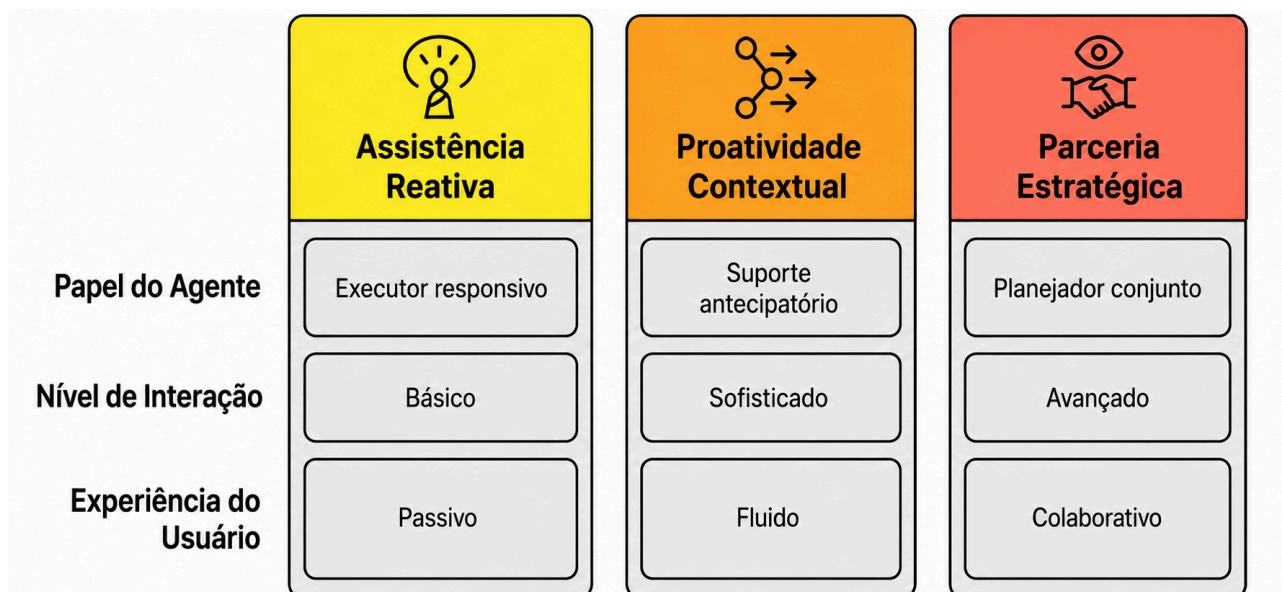 Assistência
Reativa
Proatividade
Contextual
Parceria
Estratégica
Papel do Agente
Executor responsivo
Suporte
antecipatório
Planejador conjunto
Nível de Interação
Básico
Sofisticado
Avançado
Experiência do
Usuário
Passivo
Fluido
Colaborativo